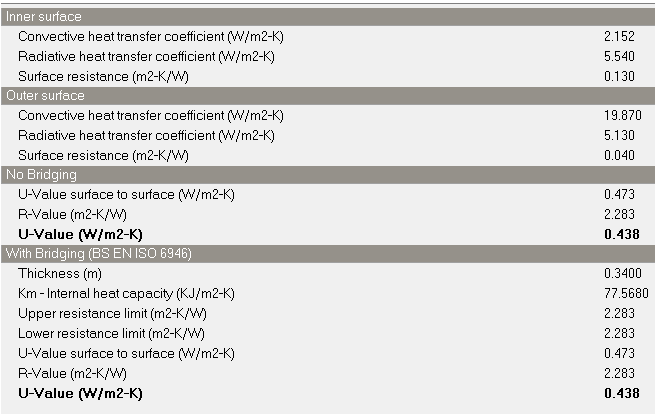 Inner surface
Convective heat transfer coefficient (W/m2-K) 2.152
Radiative heat transfer coefficient (W/m2-K) 5.540
Surface resistance (m2-K/W) 0.130
Outer surface
Convective heat transfer coefficient (W/m2-K) 19.870
Radiative heat transfer coefficient (W/m2-K) 5.130
Surface resistance (m2-K/W) 0.040
No Bridging
U-Value surface to surface (W/m2-K) 0.473
R-Value (m2-K/W) 2.283
U-Value (W/m2-K) 0.438
With Bridging (BS EN ISO 6946)
Thickness (m) 0.3400
Km - Internal heat capacity (KJ/m2-K) 77.5680
Upper resistance limit (m2-K/W) 2.283
Lower resistance limit (m2-K/W) 2.283
U-Value surface to surface (W/m2-K) 0.473
R-Value (m2-K/W) 2.283
U-Value (W/m2-K) 0.438